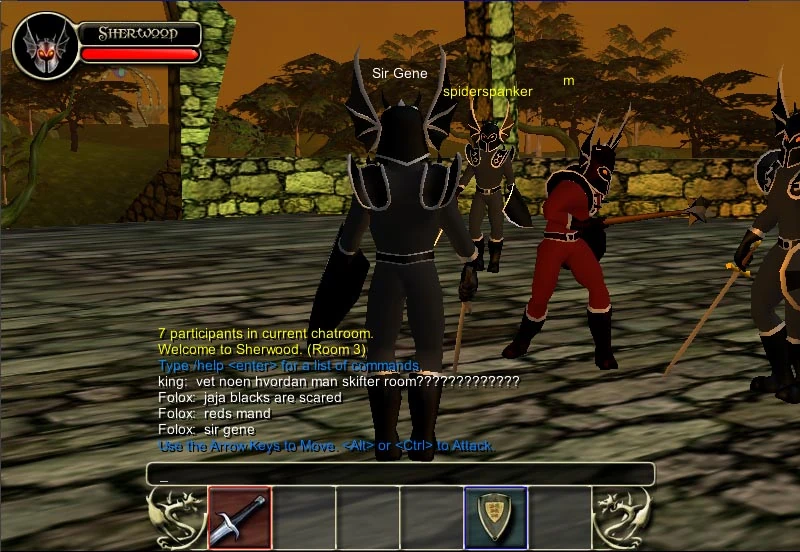 Sherwood
Sir Gene
spiderspanker
m
7 participants in current chatroom.
Welcome to Sherwood. (Room 3)
Type /help <enter> for a list of commands.
king:  vet noen hvordan man skifter room?????????????
Folox:  jaja blacks are scared
Folox:  reds mand
Folox:  sir gene
Use the Arrow Keys to Move. <Alt> or <Ctrl> to Attack.
_